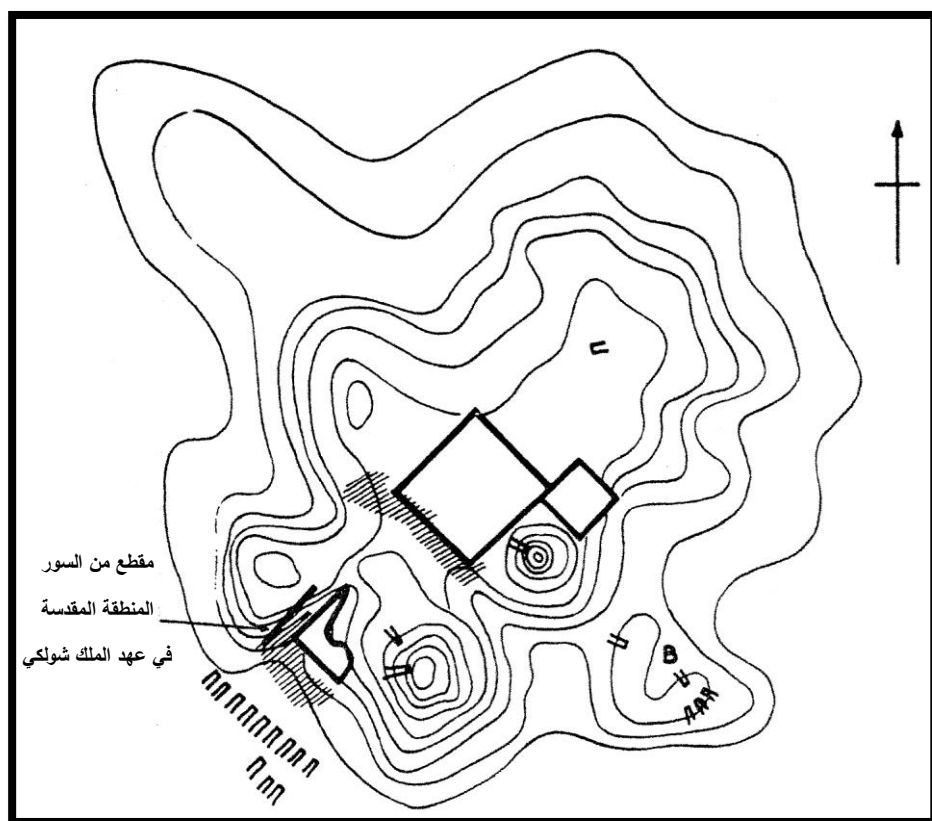 مقطع من السور
المنطقة المقدسة
في عهد الملك شولكي
B